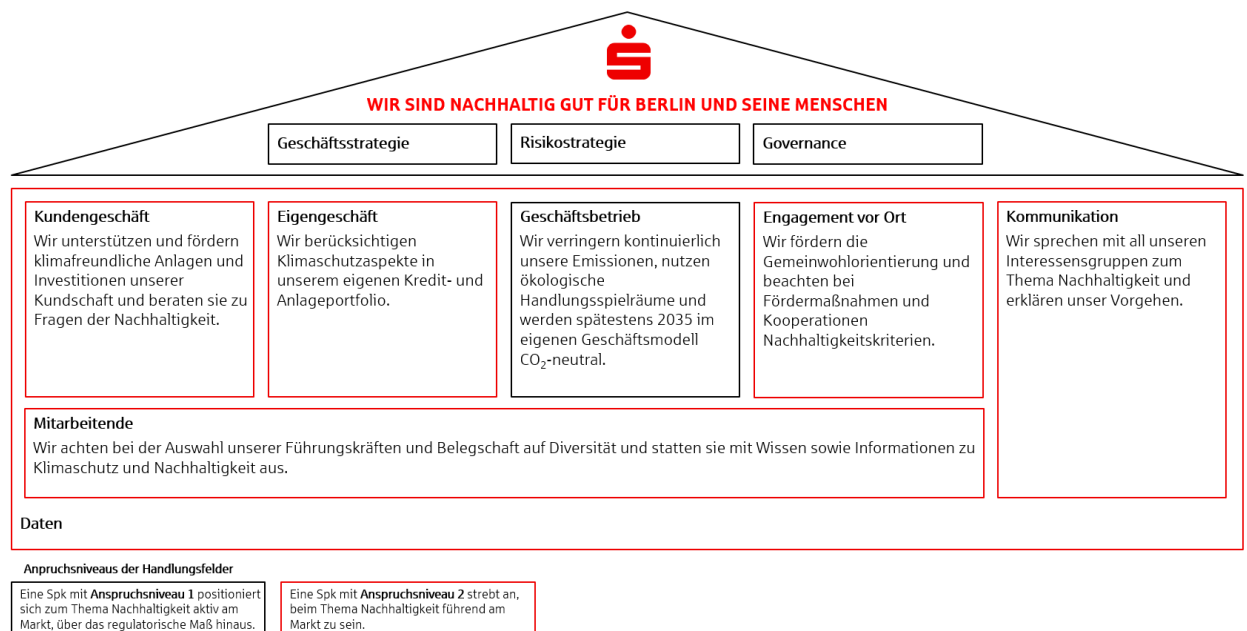 WIR SIND NACHHALTIG GUT FÜR BERLIN UND SEINE MENSCHEN
Geschäftsstrategie
Risikostrategie
Governance
Kundengeschäft
Wir unterstützen und fördern
klimafreundliche Anlagen und
Investitionen unserer
Kundschaft und beraten sie zu
Fragen der Nachhaltigkeit.
Eigengeschäft
Wir berücksichtigen
Klimaschutzaspekte in
unserem eigenen Kredit- und
Anlageportfolio.
Geschäftsbetrieb
Wir verringern kontinuierlich
unsere Emissionen, nutzen
ökologische
Handlungsspielräume und
werden spätestens 2035 im
eigenen Geschäftsmodell
CO₂-neutral.
Engagement vor Ort
Wir fördern die
Gemeinwohlorientierung und
beachten bei
Fördermaßnahmen und
Kooperationen
Nachhaltigkeitskriterien.
Kommunikation
Wir sprechen mit all unseren
Interessensgruppen zum
Thema Nachhaltigkeit und
erklären unser Vorgehen.
Mitarbeitende
Wir achten bei der Auswahl unserer Führungskräften und Belegschaft auf Diversität und statten sie mit Wissen sowie Informationen zu
Klimaschutz und Nachhaltigkeit aus.
Daten
Anpruchsniveaus der Handlungsfelder
Eine Spk mit Anspruchsniveau 1 positioniert
sich zum Thema Nachhaltigkeit aktiv am
Markt, über das regulatorische Maß hinaus.
Eine Spk mit Anspruchsniveau 2 strebt an,
beim Thema Nachhaltigkeit führend am
Markt zu sein.